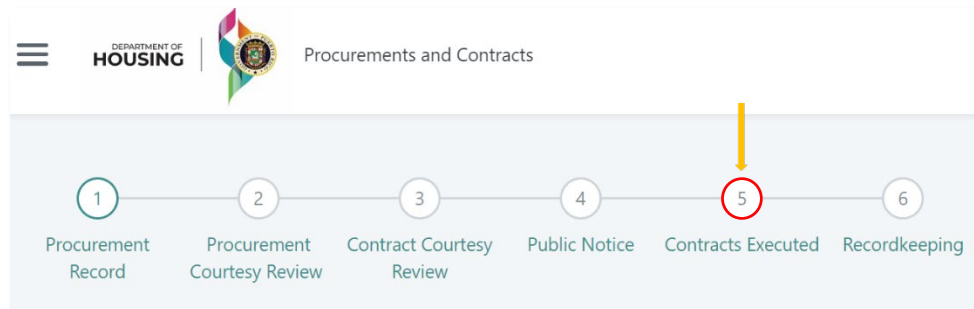 DEPARTMENT OF
HOUSING
Procurements and Contracts
1
2
3
4
5
6
Procurement
Record
Procurement
Courtesy Review
Contract Courtesy
Review
Public Notice
Contracts Executed
Recordkeeping